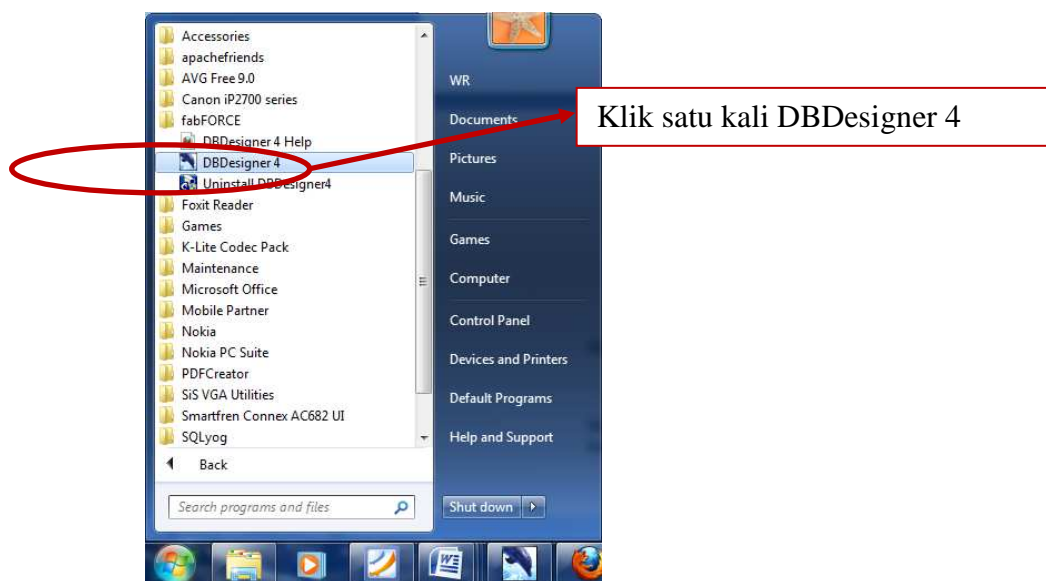 Accessories
apachefriends
AVG Free 9.0
Canon iP2700 series
fabFORCE
DBDesigner 4 Help
DBDesigner 4
Uninstall DBDesigner4
Foxit Reader
Games
K-Lite Codec Pack
Maintenance
Microsoft Office
Mobile Partner
Nokia
Nokia PC Suite
PDFCreator
SiS VGA Utilities
Smartfren Connex AC682 UI
SQLyog
Back
Search programs and files
WR
Documents
Pictures
Music
Games
Computer
Control Panel
Devices and Printers
Default Programs
Help and Support
Shut down
Klik satu kali DBDesigner 4